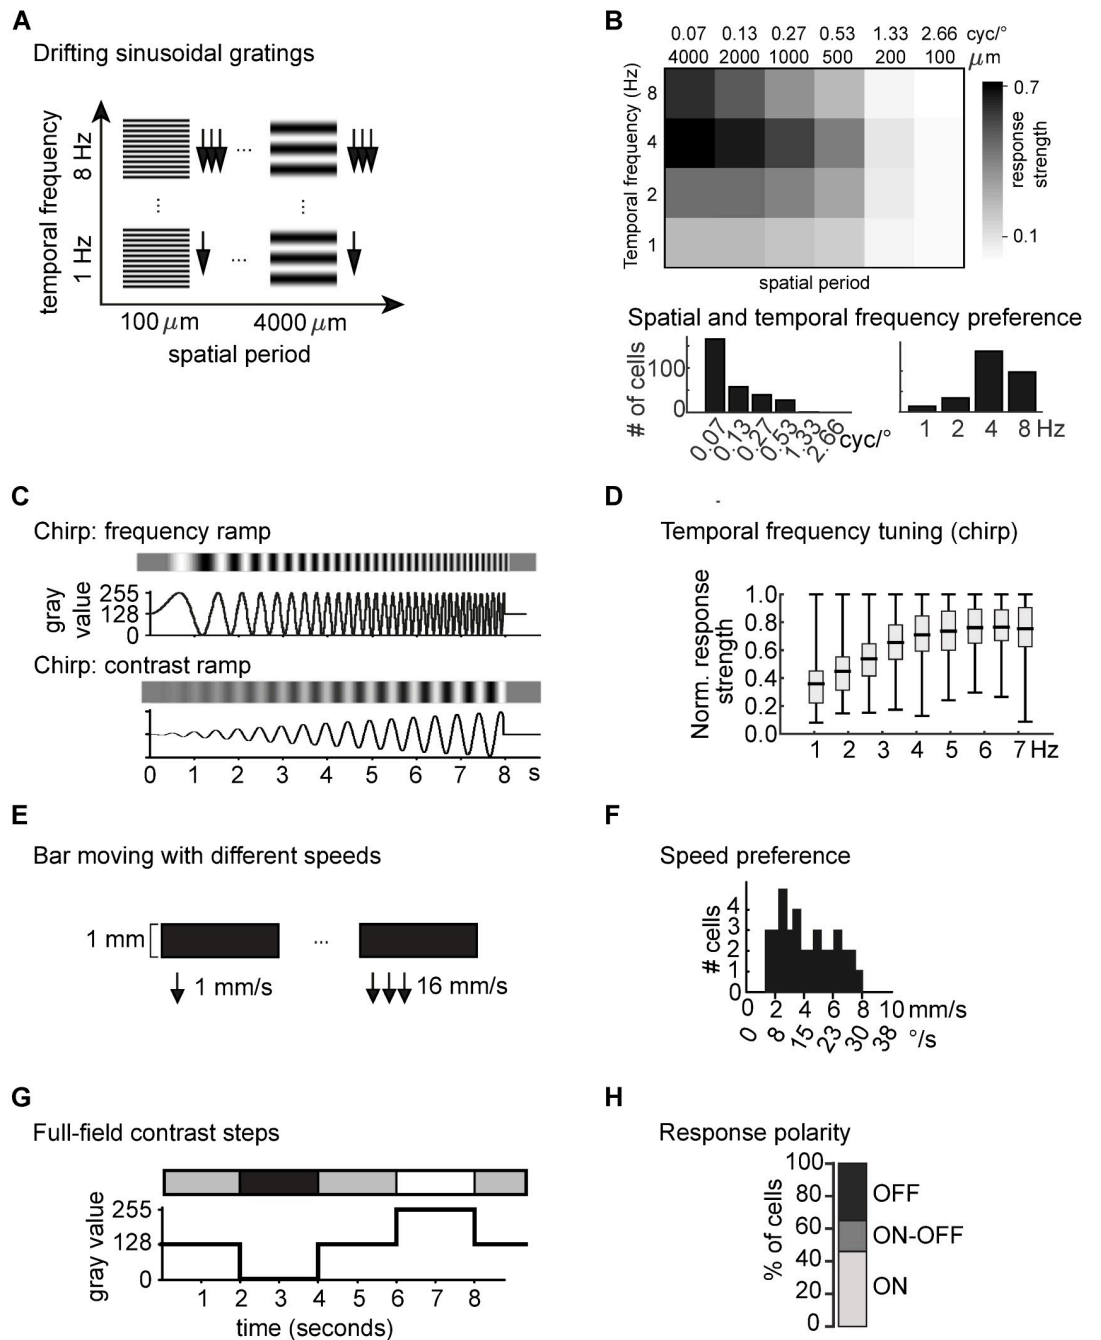 A
Drifting sinusoidal gratings
temporal frequency
8 Hz
1 Hz
...
...
100 μm
4000 μm
spatial period
B
0.07 0.13 0.27 0.53 1.33 2.66 cyc/°
4000 2000 1000 500 200 100 μm
Temporal frequency (Hz)
8
4
2
1
spatial period
0.7
0.1
response strength
Spatial and temporal frequency preference
# of cells
100
0
0.07 0.13 0.27 0.53 1.33 2.66 cyc/°
1 2 4 8 Hz
C
Chirp: frequency ramp
gray value
255
128
0
Chirp: contrast ramp
0 1 2 3 4 5 6 7 8 s
D
Temporal frequency tuning (chirp)
Norm. response strength
1.0
0.8
0.6
0.4
0.2
0.0
1 2 3 4 5 6 7 Hz
E
Bar moving with different speeds
1 mm
...
1 mm/s
16 mm/s
F
Speed preference
# cells
4
3
2
1
0
0 2 4 6 8 10 mm/s
0 8 15 23 30 38 °/s
G
Full-field contrast steps
gray value
255
128
0
1 2 3 4 5 6 7 8
time (seconds)
H
Response polarity
% of cells
100
80
60
40
20
0
OFF
ON-OFF
ON